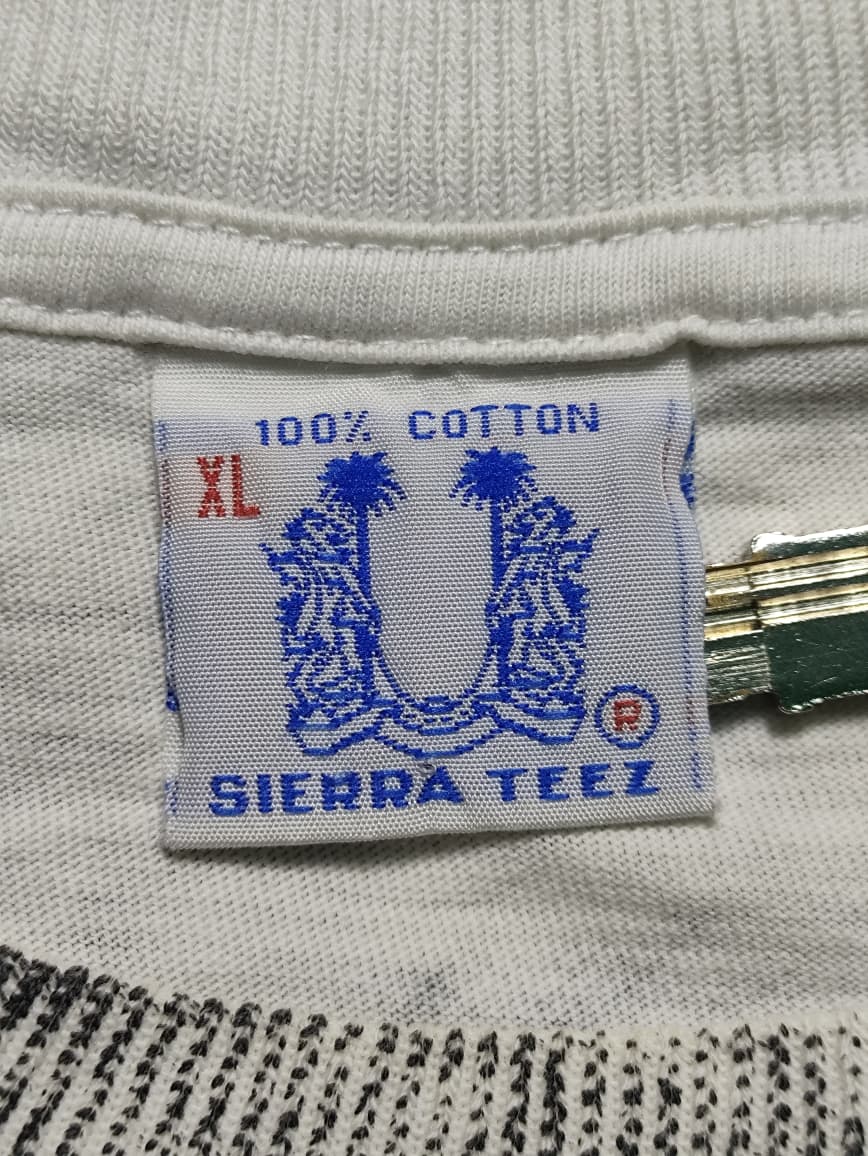 100% COTTON
XL
R
SIERRA TEEZ